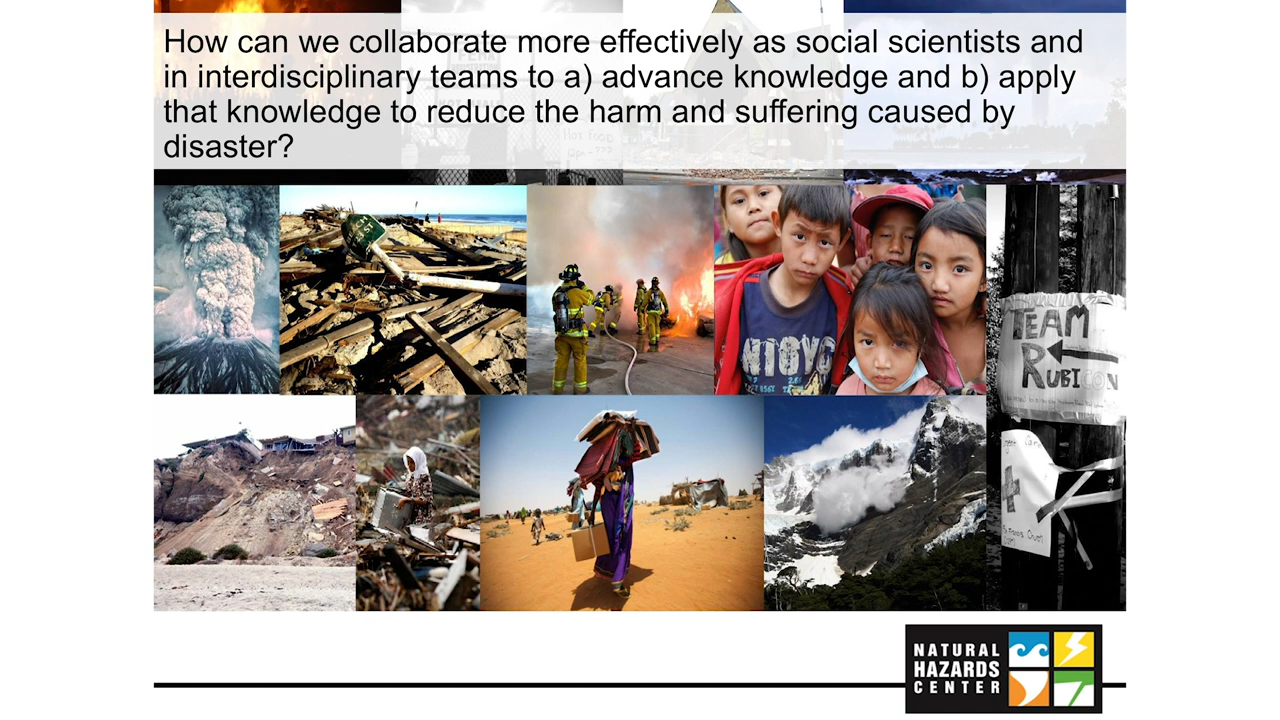 How can we collaborate more effectively as social scientists and
in interdisciplinary teams to a) advance knowledge and b) apply
that knowledge to reduce the harm and suffering caused by
disaster?
TEAM
RUBICON
NATURAL
HAZARDS
CENTER